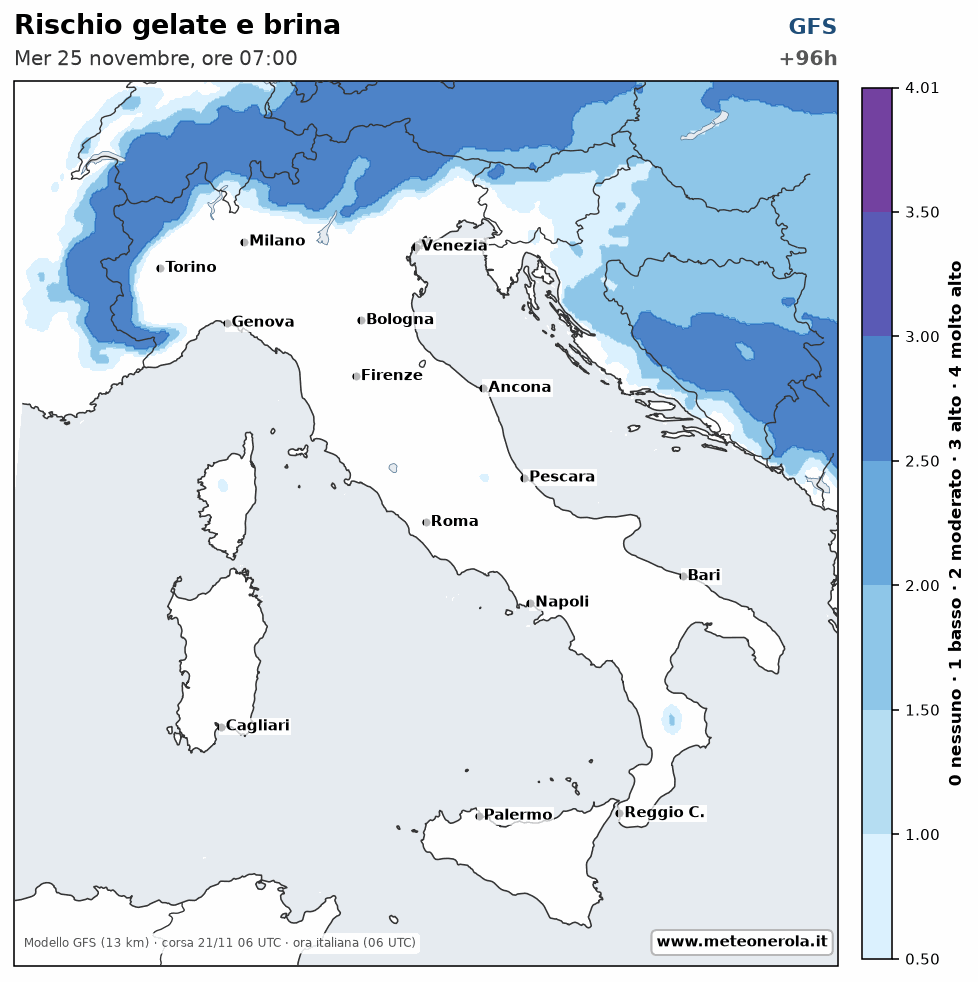 Rischio gelate e brina
GFS
Mer 25 novembre, ore 07:00
+96h
4.01
3.50
3.00
2.50
2.00
1.50
1.00
0.50
0 nessuno · 1 basso · 2 moderato · 3 alto · 4 molto alto
Milano
Venezia
Torino
Genova
Bologna
Firenze
Ancona
Pescara
Roma
Bari
Napoli
Cagliari
Palermo
Reggio C.
Modello GFS (13 km) · corsa 21/11 06 UTC · ora italiana (06 UTC)
www.meteonerola.it